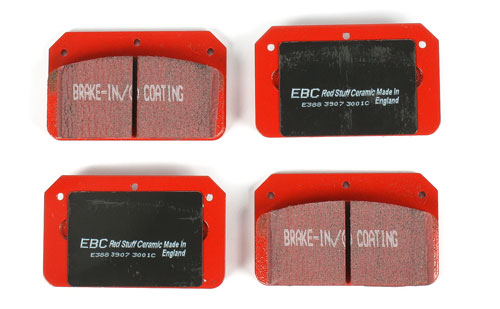 BRAKE-IN/() COATING
EBC Red Stuff Ceramic Made In
England
E388 3907 3001C
EBC Red Stuff Ceramic Made In
England
E388 3907 3001C
BRAKE-IN/() COATING